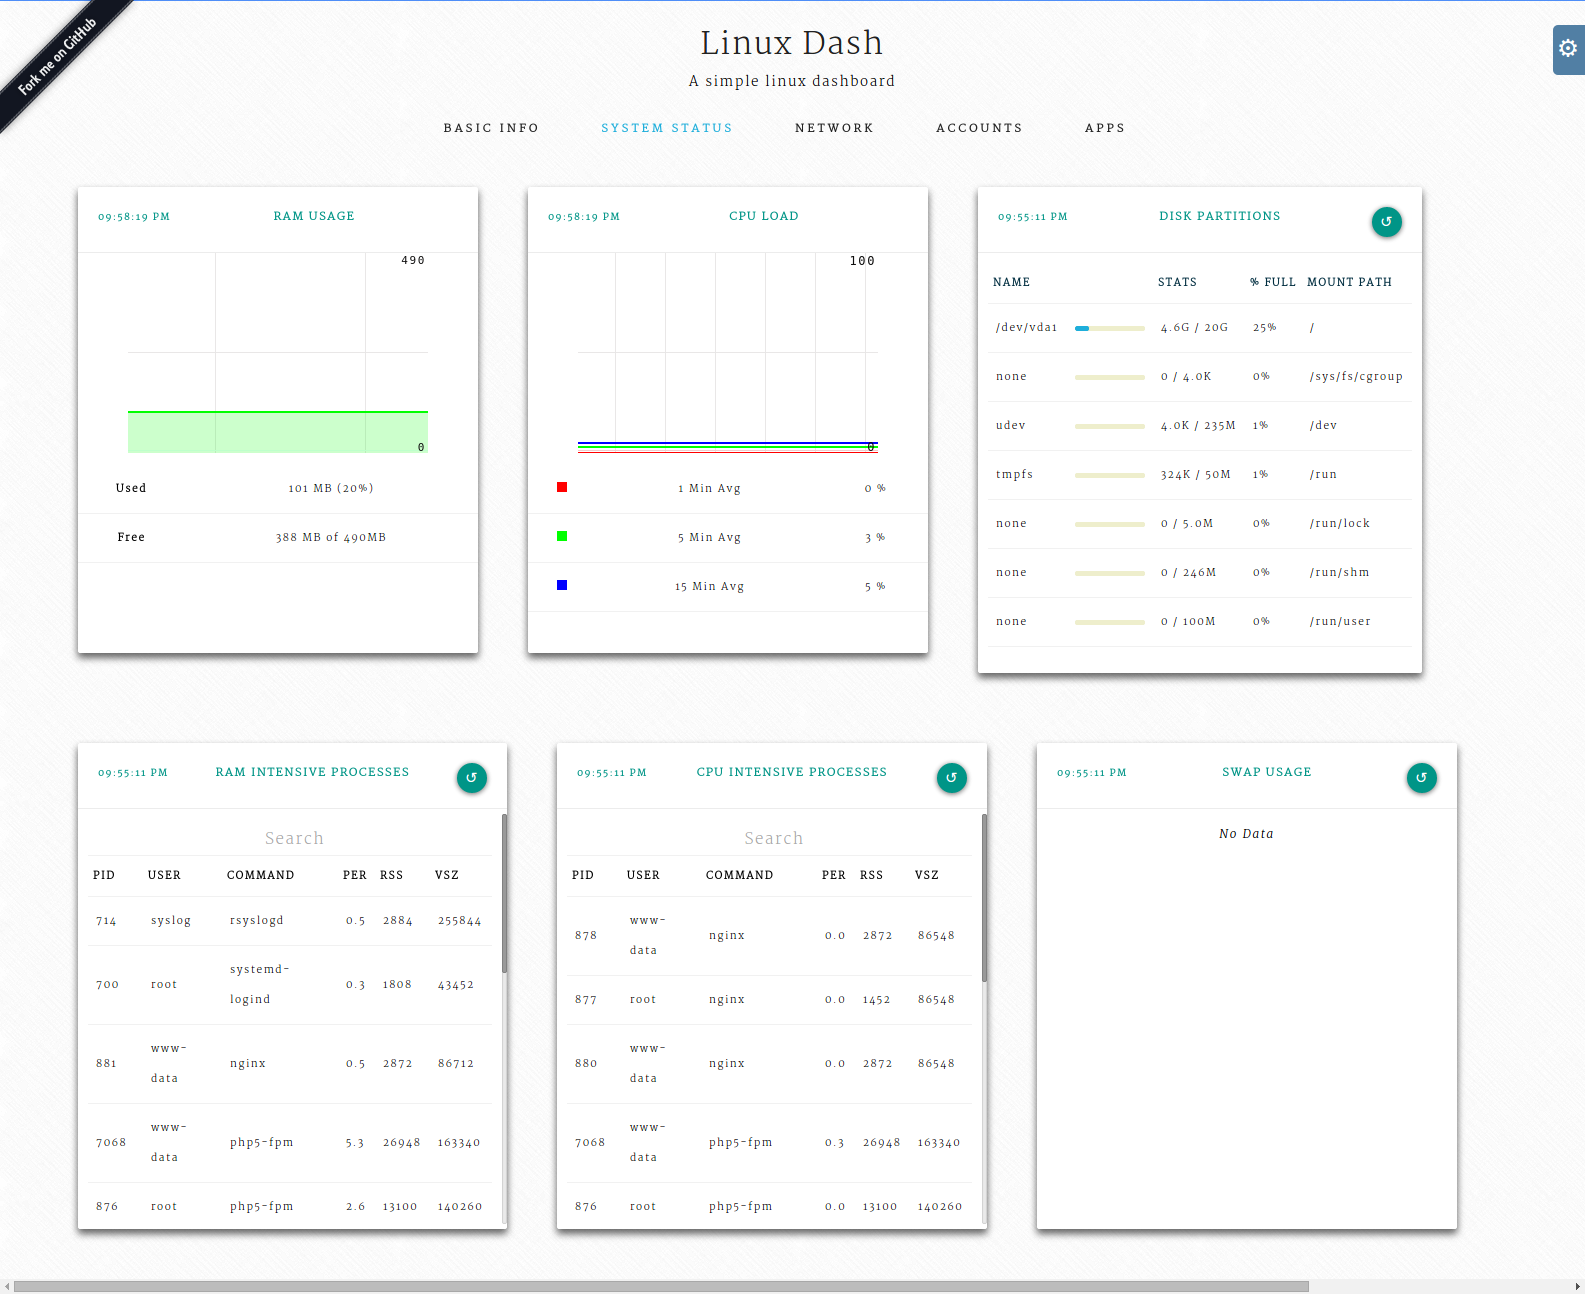 Fork me on GitHub
Linux Dash
A simple linux dashboard
BASIC INFO SYSTEM STATUS NETWORK ACCOUNTS APPS
09:58:19 PM RAM USAGE
490
0
Used 101 MB (20%)
Free 388 MB of 490MB
09:58:19 PM CPU LOAD
100
0
1 Min Avg 0 %
5 Min Avg 3 %
15 Min Avg 5 %
09:55:11 PM DISK PARTITIONS ↺
NAME STATS % FULL MOUNT PATH
/dev/vda1 4.6G / 20G 25% /
none 0 / 4.0K 0% /sys/fs/cgroup
udev 4.0K / 235M 1% /dev
tmpfs 324K / 50M 1% /run
none 0 / 5.0M 0% /run/lock
none 0 / 246M 0% /run/shm
none 0 / 100M 0% /run/user
09:55:11 PM RAM INTENSIVE PROCESSES ↺
Search
PID USER COMMAND PER RSS VSZ
714 syslog rsyslogd 0.5 2884 255844
700 root systemd-
logind 0.3 1808 43452
881 www-
data nginx 0.5 2872 86712
7068 www-
data php5-fpm 5.3 26948 163340
876 root php5-fpm 2.6 13100 140260
09:55:11 PM CPU INTENSIVE PROCESSES ↺
Search
PID USER COMMAND PER RSS VSZ
878 www-
data nginx 0.0 2872 86548
877 root nginx 0.0 1452 86548
880 www-
data nginx 0.0 2872 86548
7068 www-
data php5-fpm 0.3 26948 163340
876 root php5-fpm 0.0 13100 140260
09:55:11 PM SWAP USAGE ↺
No Data